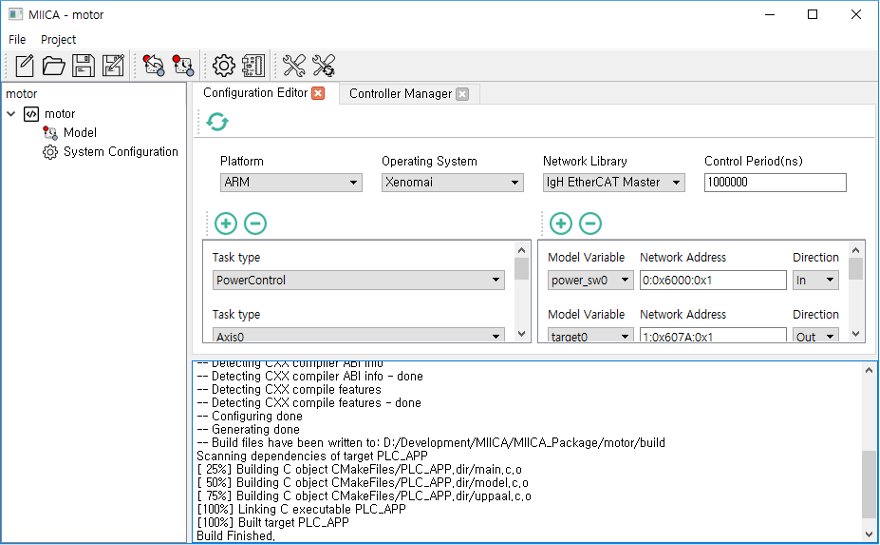 MIICA - motor
File Project
motor
motor
Model
System Configuration
Configuration Editor
Controller Manager
Platform Operating System Network Library Control Period(ns)
ARM Xenomai IgH EtherCAT Master 1000000
Task type
PowerControl
Task type
Axis0
Model Variable Network Address Direction
power_sw0 0:0x6000:0x1 In
Model Variable Network Address Direction
target0 1:0x607A:0x1 Out
-- Detecting CXX compiler ABI info
-- Detecting CXX compiler ABI info - done
-- Detecting CXX compile features
-- Detecting CXX compile features - done
-- Configuring done
-- Generating done
-- Build files have been written to: D:/Development/MIICA/MIICA_Package/motor/build
Scanning dependencies of target PLC_APP
[ 25%] Building C object CMakeFiles/PLC_APP.dir/main.c.o
[ 50%] Building C object CMakeFiles/PLC_APP.dir/model.c.o
[ 75%] Building C object CMakeFiles/PLC_APP.dir/uppaal.c.o
[100%] Linking C executable PLC_APP
[100%] Built target PLC_APP
Build Finished.